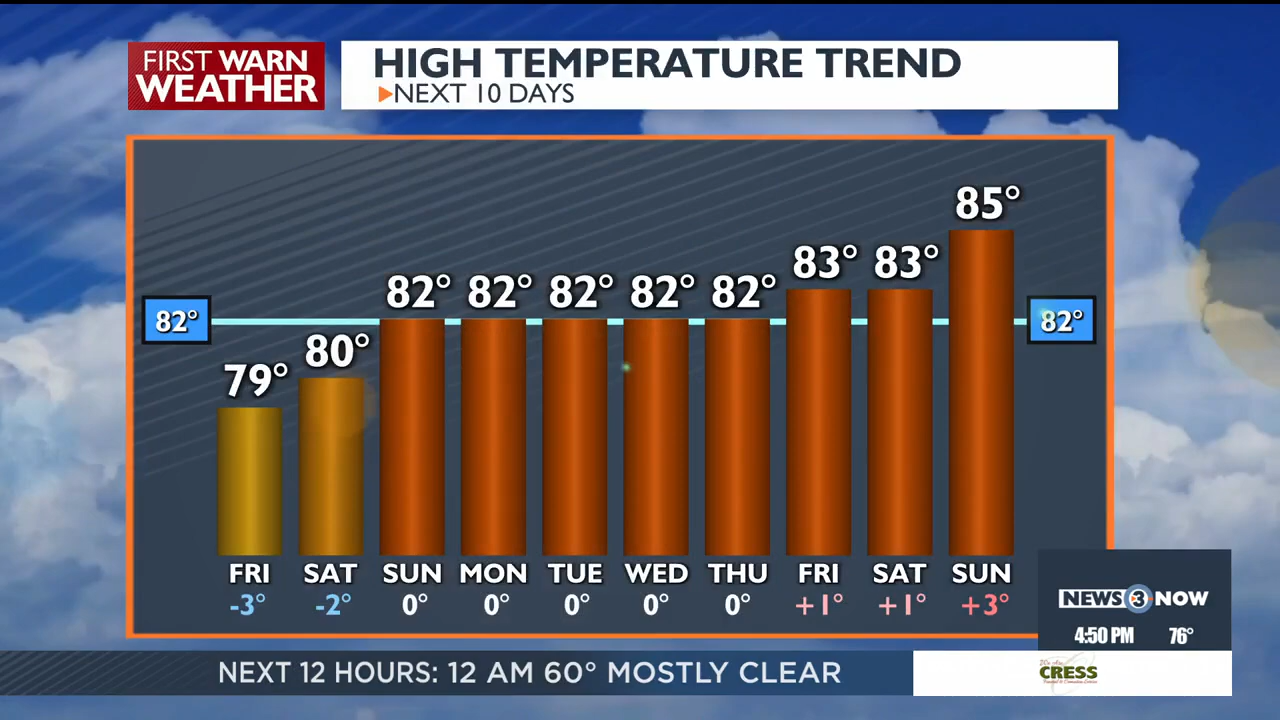 FIRST WARN
WEATHER
HIGH TEMPERATURE TREND
NEXT 10 DAYS
85°
83° 83°
82° 82° 82° 82° 82°
82° 82°
80°
79°
FRI SAT SUN MON TUE WED THU FRI SAT SUN
-3° -2° 0° 0° 0° 0° 0° +1° +1° +3°
NEWS 3 NOW
4:50 PM 76°
NEXT 12 HOURS: 12 AM 60° MOSTLY CLEAR
We Are
CRESS